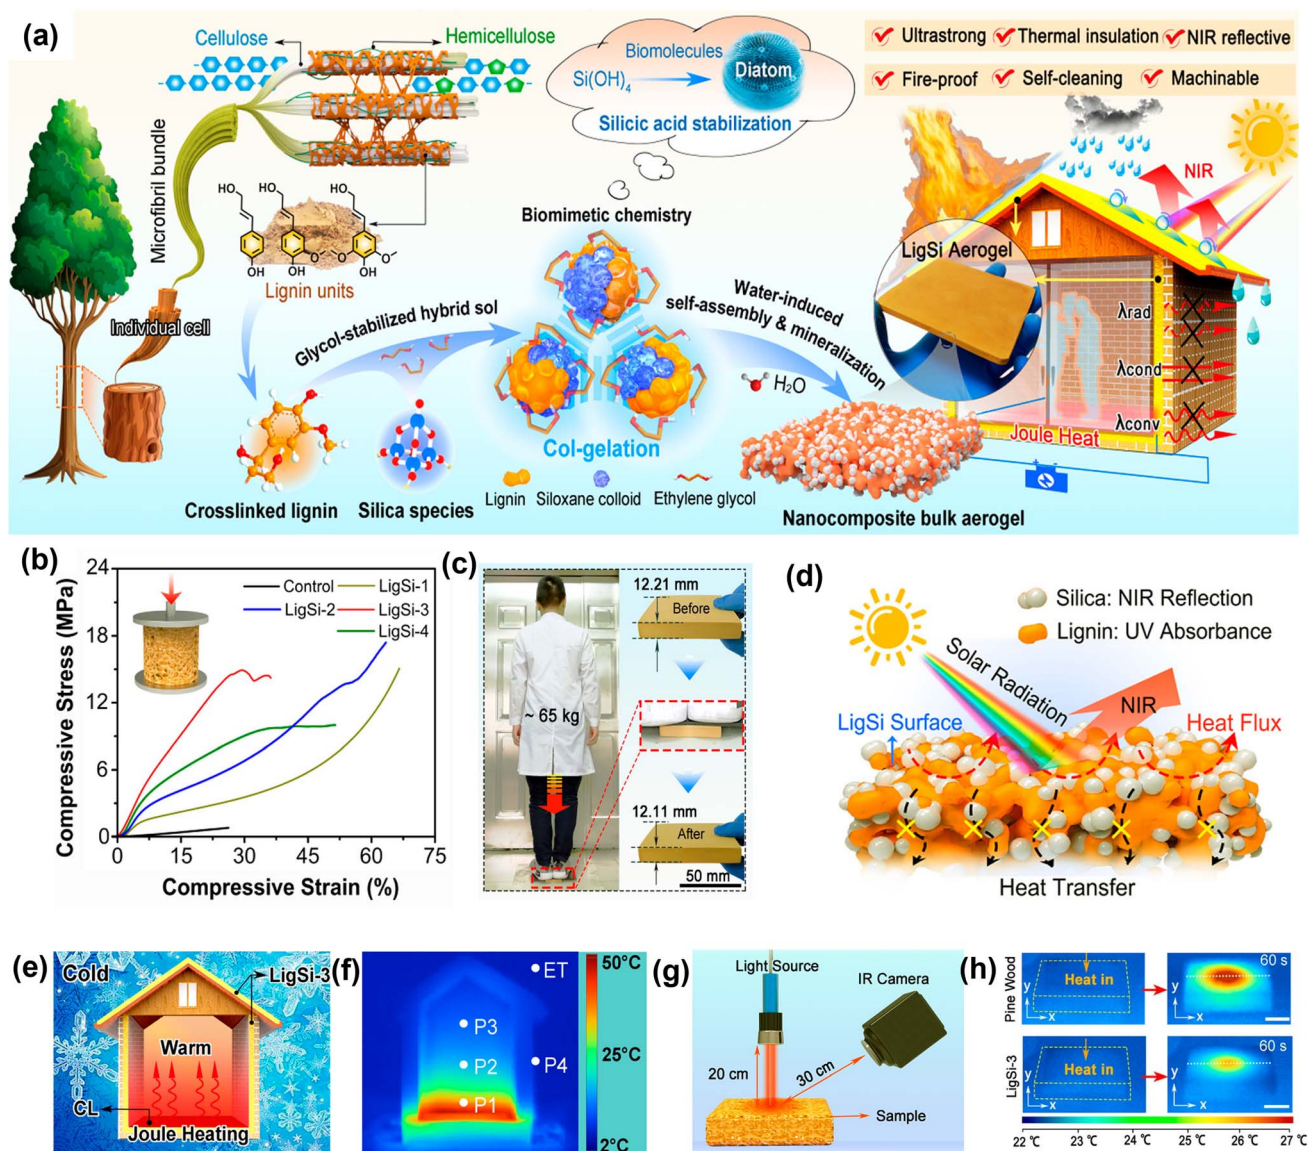 (a)
Cellulose
Hemicellulose
Microfibril bundle
Individual cell
HO
HO
HO
OH
OH
OH
O
O
O
Lignin units
Biomolecules
Si(OH)4
Diatom
Silicic acid stabilization
Biomimetic chemistry
Glycol-stabilized hybrid sol
Crosslinked lignin
Silica species
Col-gelation
Lignin
Siloxane colloid
Ethylene glycol
Water-induced
self-assembly & mineralization
H2O
Nanocomposite bulk aerogel
Ultrastrong
Thermal insulation
NIR reflective
Fire-proof
Self-cleaning
Machinable
NIR
LigSi Aerogel
λrad
λcond
λconv
Joule Heat
(b)
Compressive Stress (MPa)
24
18
12
6
0
0 15 30 45 60 75
Compressive Strain (%)
Control
LigSi-1
LigSi-2
LigSi-3
LigSi-4
(c)
~ 65 kg
12.21 mm
Before
12.11 mm
After
50 mm
(d)
Silica: NIR Reflection
Lignin: UV Absorbance
Solar Radiation
NIR
LigSi Surface
Heat Flux
Heat Transfer
(e)
Cold
LigSi-3
Warm
CL
Joule Heating
(f)
ET
P3
P2
P4
P1
50°C
25°C
2°C
(g)
Light Source
IR Camera
20 cm
30 cm
Sample
(h)
Pine Wood
Heat in
y
x
60 s
y
x
LigSi-3
Heat in
y
x
60 s
y
x
22 ℃ 23 ℃ 24 ℃ 25 ℃ 26 ℃ 27 ℃